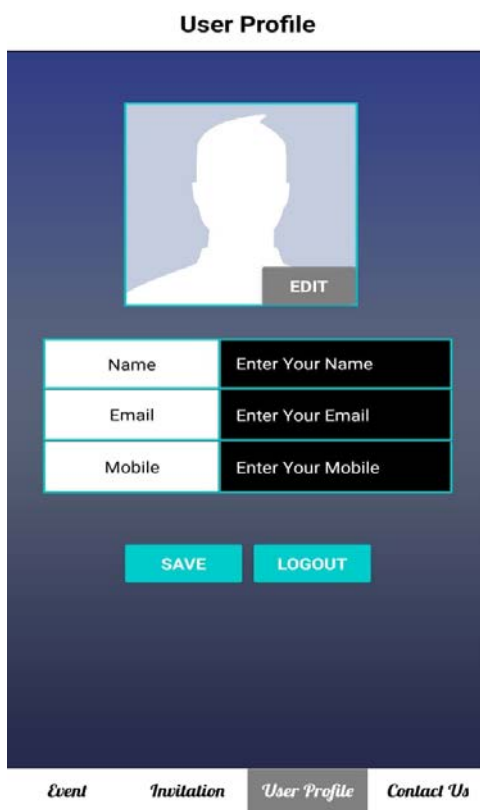 User Profile
EDIT
Name Enter Your Name
Email Enter Your Email
Mobile Enter Your Mobile
SAVE LOGOUT
Event Invitation User Profile Contact Us